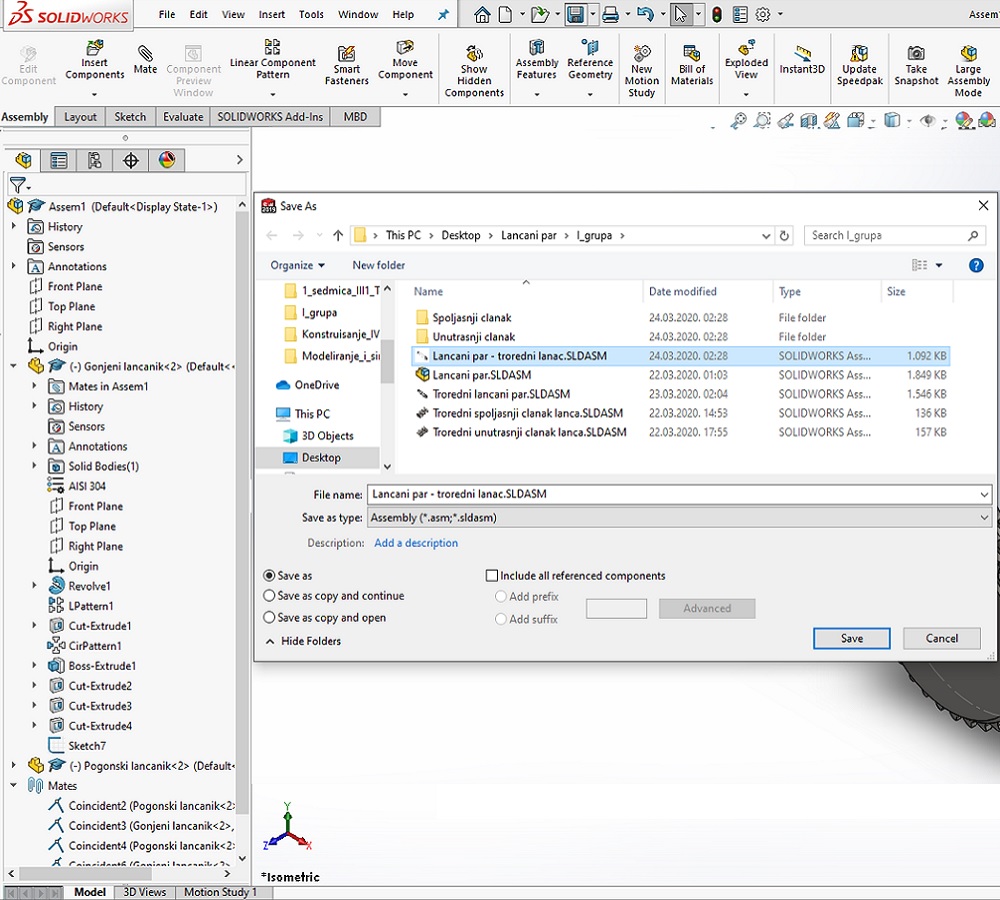 SOLIDWORKS File Edit View Insert Tools Window Help Assem
Edit Component Insert Components Mate Component Preview Window Linear Component Pattern Smart Fasteners Move Component Show Hidden Components Assembly Features Reference Geometry New Motion Study Bill of Materials Exploded View Instant3D Update Speedpak Take Snapshot Large Assembly Mode
Assembly Layout Sketch Evaluate SOLIDWORKS Add-Ins MBD
Assem1 (Default<Display State-1>)
History
Sensors
Annotations
Front Plane
Top Plane
Right Plane
Origin
(-) Gonjeni lancanik<2> (Default<
Mates in Assem1
History
Sensors
Annotations
Solid Bodies(1)
AISI 304
Front Plane
Top Plane
Right Plane
Origin
Revolve1
LPattern1
Cut-Extrude1
CirPattern1
Boss-Extrude1
Cut-Extrude2
Cut-Extrude3
Cut-Extrude4
Sketch7
(-) Pogonski lancanik<2> (Default
Mates
Coincident2 (Pogonski lancanik<2>
Coincident3 (Gonjeni lancanik<2>,
Coincident4 (Pogonski lancanik<2>
Model 3D Views Motion Study 1
Save As
This PC > Desktop > Lancani par > I_grupa > Search I_grupa
Organize New folder
1_sedmica_III1_T
I_grupa
Konstruisanje_IV
Modeliranje_i_si
OneDrive
This PC
3D Objects
Desktop
Name Date modified Type Size
Spoljasnji clanak 24.03.2020. 02:28 File folder
Unutrasnji clanak 24.03.2020. 02:28 File folder
Lancani par - troredni lanac.SLDASM 24.03.2020. 02:28 SOLIDWORKS Ass... 1.092 KB
Lancani par.SLDASM 22.03.2020. 01:03 SOLIDWORKS Ass... 1.849 KB
Troredni lancani par.SLDASM 23.03.2020. 02:04 SOLIDWORKS Ass... 1.546 KB
Troredni spoljasnji clanak lanca.SLDASM 22.03.2020. 14:53 SOLIDWORKS Ass... 136 KB
Troredni unutrasnji clanak lanca.SLDASM 22.03.2020. 17:55 SOLIDWORKS Ass... 157 KB
File name: Lancani par - troredni lanac.SLDASM
Save as type: Assembly (*.asm;*.sldasm)
Description: Add a description
Save as
Save as copy and continue
Save as copy and open
Include all referenced components
Add prefix
Add suffix
Advanced
Hide Folders
Save Cancel
Y
Z X
*Isometric